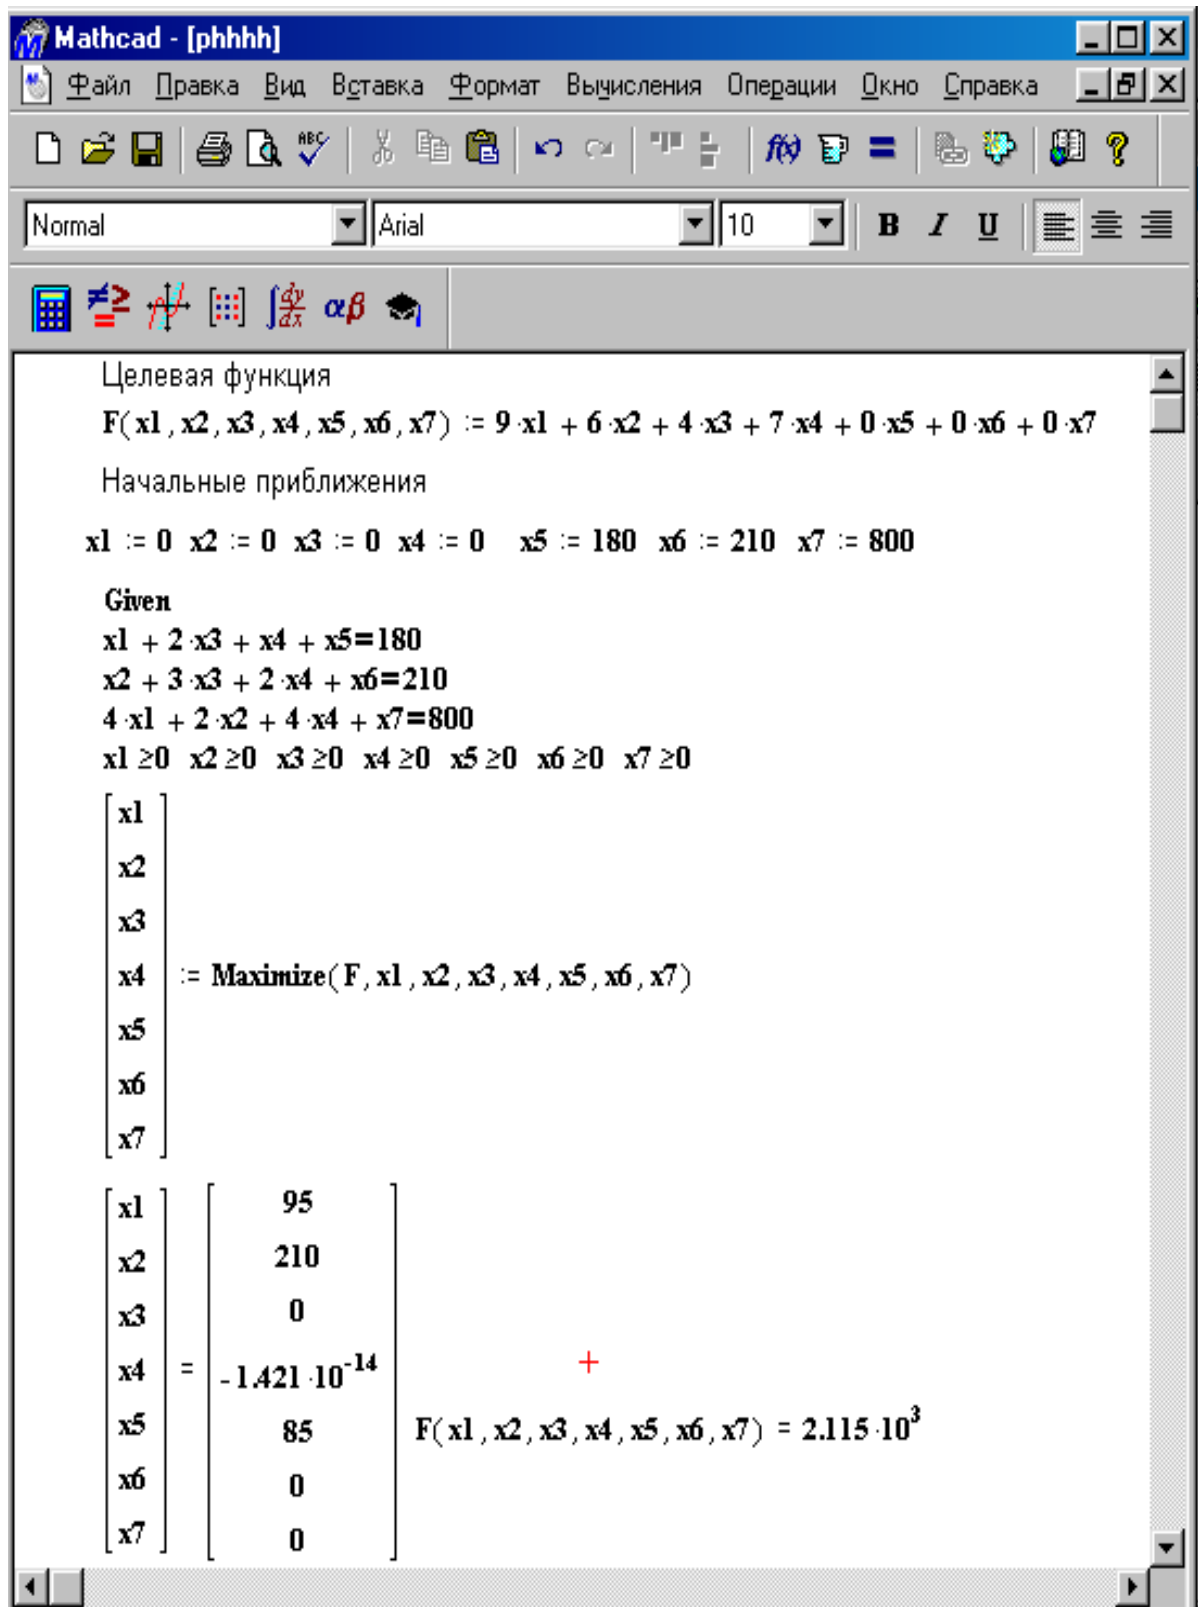 Mathcad - [phhhh]
Файл Правка Вид Вставка Формат Вычисления Операции Окно Справка
ABC f(x)
Normal Arial 10 B I U
∫ dy/dx αβ
Целевая функция
F(x1, x2, x3, x4, x5, x6, x7) := 9·x1 + 6·x2 + 4·x3 + 7·x4 + 0·x5 + 0·x6 + 0·x7
Начальные приближения
x1 := 0 x2 := 0 x3 := 0 x4 := 0 x5 := 180 x6 := 210 x7 := 800
Given
x1 + 2·x3 + x4 + x5=180
x2 + 3·x3 + 2·x4 + x6=210
4·x1 + 2·x2 + 4·x4 + x7=800
x1 ≥0 x2 ≥0 x3 ≥0 x4 ≥0 x5 ≥0 x6 ≥0 x7 ≥0
x1
x2
x3
x4 := Maximize(F, x1, x2, x3, x4, x5, x6, x7)
x5
x6
x7
x1 95
x2 210
x3 0
x4 = -1.421·10^-14
x5 85 F(x1, x2, x3, x4, x5, x6, x7) = 2.115·10^3
x6 0
x7 0